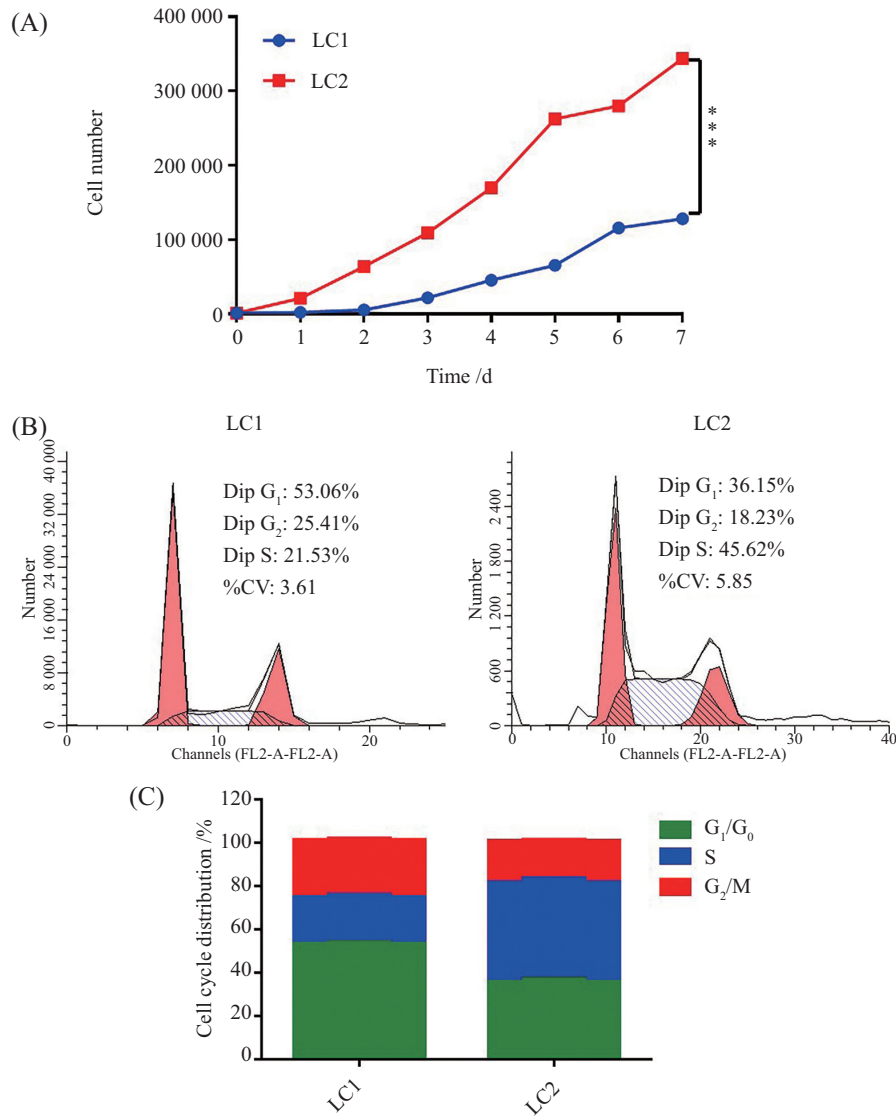 (A)
400 000
300 000
200 000
100 000
0
Cell number
LC1
LC2
***
0 1 2 3 4 5 6 7
Time /d
(B)
LC1
40 000
32 000
24 000
16 000
8 000
0
Number
Dip G₁: 53.06%
Dip G₂: 25.41%
Dip S: 21.53%
%CV: 3.61
0 10 20
Channels (FL2-A-FL2-A)
LC2
2 400
1 800
1 200
600
0
Number
Dip G₁: 36.15%
Dip G₂: 18.23%
Dip S: 45.62%
%CV: 5.85
0 10 20 30 40
Channels (FL2-A-FL2-A)
(C)
120
100
80
60
40
20
0
Cell cycle distribution /%
G₁/G₀
S
G₂/M
LC1
LC2